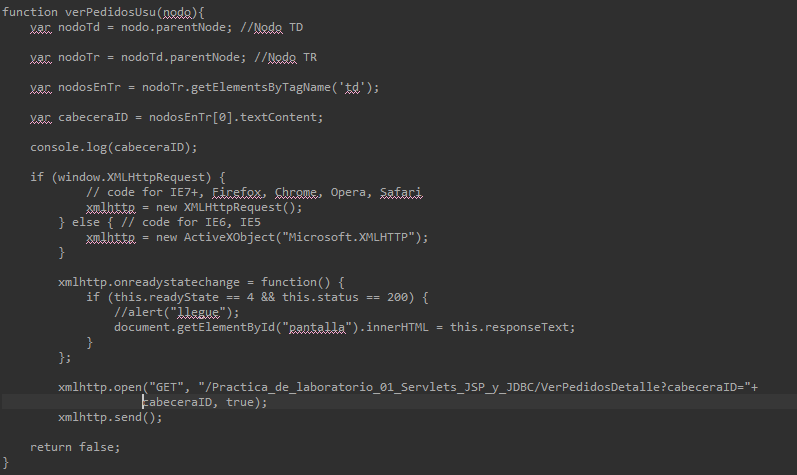 function verPedidosUsu(nodo){
    var nodoTd = nodo.parentNode; //Nodo TD
    var nodoTr = nodoTd.parentNode; //Nodo TR
    var nodosEnTr = nodoTr.getElementsByTagName('td');
    var cabeceraID = nodosEnTr[0].textContent;
    console.log(cabeceraID);
    if (window.XMLHttpRequest) {
            // code for IE7+, Firefox, Chrome, Opera, Safari
            xmlhttp = new XMLHttpRequest();
        } else { // code for IE6, IE5
            xmlhttp = new ActiveXObject("Microsoft.XMLHTTP");
        }
        xmlhttp.onreadystatechange = function() {
            if (this.readyState == 4 && this.status == 200) {
                //alert("llegue");
                document.getElementById("pantalla").innerHTML = this.responseText;
            }
        };
        xmlhttp.open("GET", "/Practica_de_laboratorio_01_Servlets_JSP_y_JDBC/VerPedidosDetalle?cabeceraID="+
                    cabeceraID, true);
        xmlhttp.send();
    return false;
}